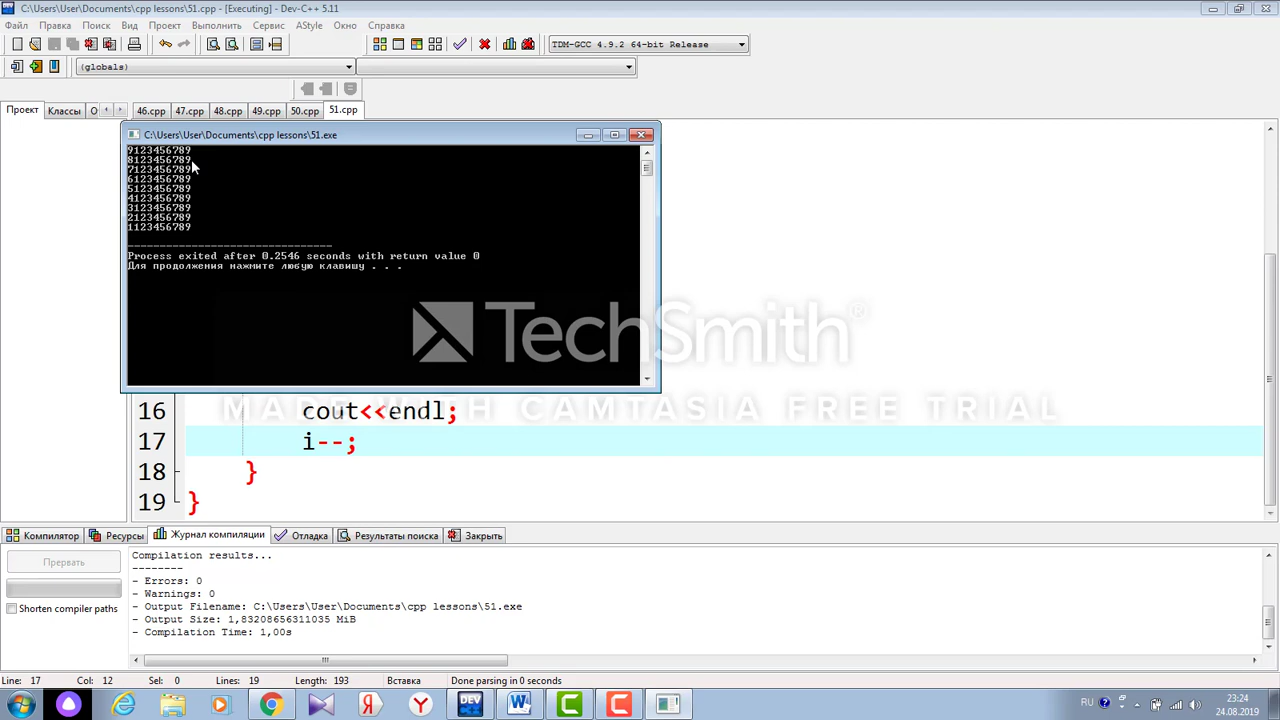 C:\Users\User\Documents\cpp lessons\51.cpp - [Executing] - Dev-C++ 5.11
Файл Правка Поиск Вид Проект Выполнить Сервис AStyle Окно Справка
TDM-GCC 4.9.2 64-bit Release
(globals)
Проект Классы О 46.cpp 47.cpp 48.cpp 49.cpp 50.cpp 51.cpp
C:\Users\User\Documents\cpp lessons\51.exe
9123456789
8123456789
7123456789
6123456789
5123456789
4123456789
3123456789
2123456789
1123456789
--------------------------------
Process exited after 0.2546 seconds with return value 0
Для продолжения нажмите любую клавишу . . .
TechSmith®
MADE WITH CAMTASIA FREE TRIAL
16 cout<<endl;
17 i--;
18 }
19 }
Компилятор Ресурсы Журнал компиляции Отладка Результаты поиска Закрыть
Прервать
Shorten compiler paths
Compilation results...
--------
- Errors: 0
- Warnings: 0
- Output Filename: C:\Users\User\Documents\cpp lessons\51.exe
- Output Size: 1,83208656311035 MiB
- Compilation Time: 1,00s
Line: 17 Col: 12 Sel: 0 Lines: 19 Length: 193 Вставка Done parsing in 0 seconds
RU 23:24
24.08.2019